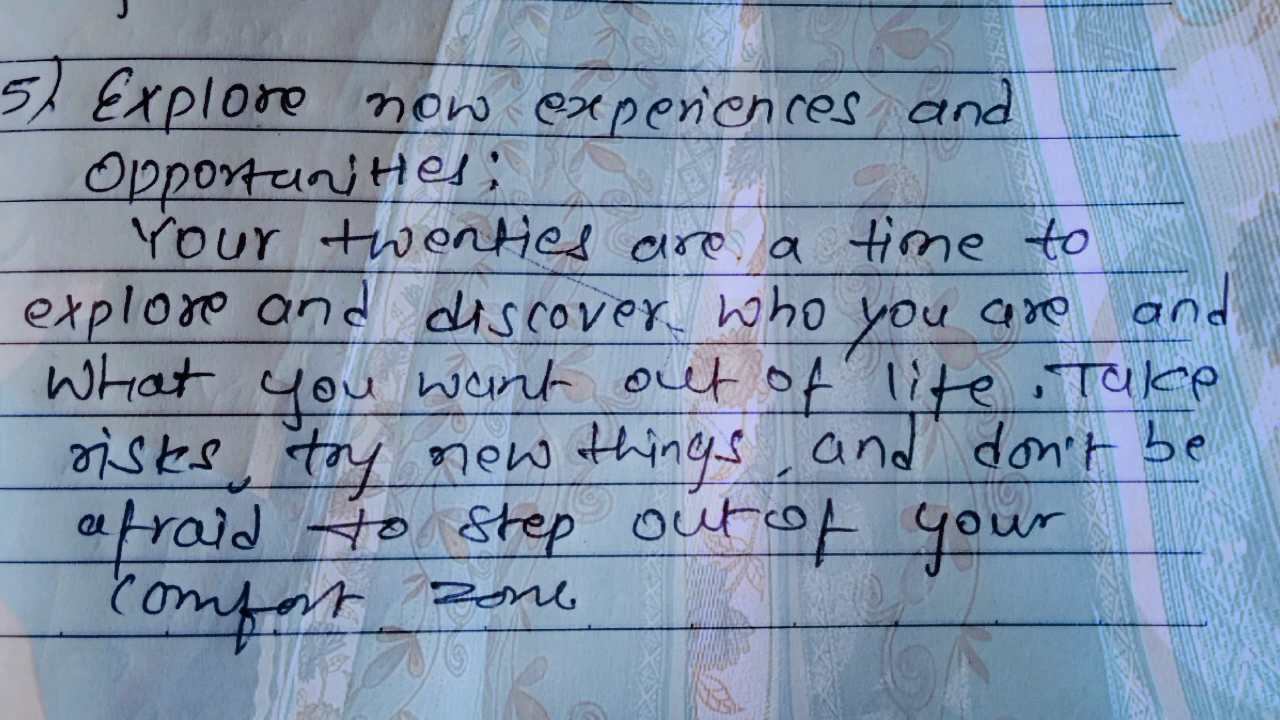 5) Explore now experiences and
Opportunities:
Your twenties are a time to
explore and discover who you are and
What you want out of life. Take
risks, try new things, and don't be
afraid to step out of your
comfort zone